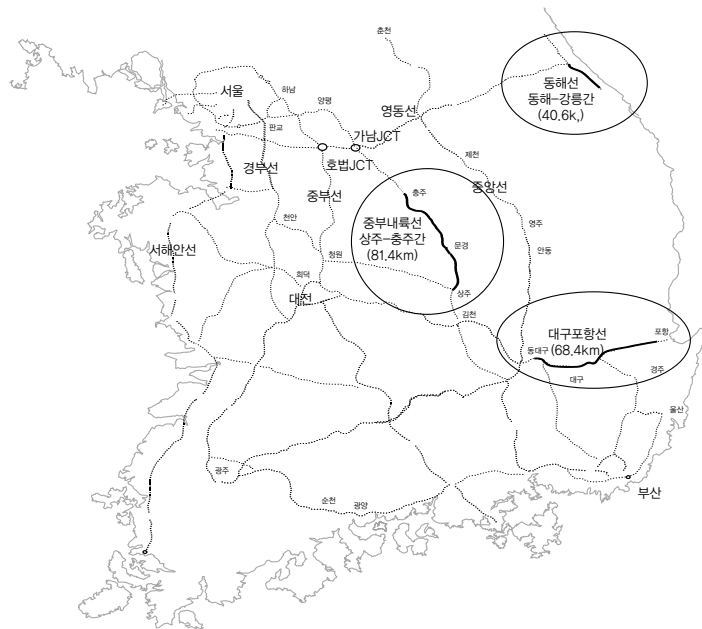 춘천
서울
하남
양평
영동선
동해선
동해-강릉간
(40.6k,)
판교
가남JCT
호법JCT
경부선
제천
중부선
충주
중앙선
중부내륙선
상주-충주간
(81.4km)
문경
천안
영주
안동
서해안선
청원
희덕
대전
상주
김천
대구포항선
(68.4km)
동대구
포항
대구
경주
울산
광주
순천
광양
부산